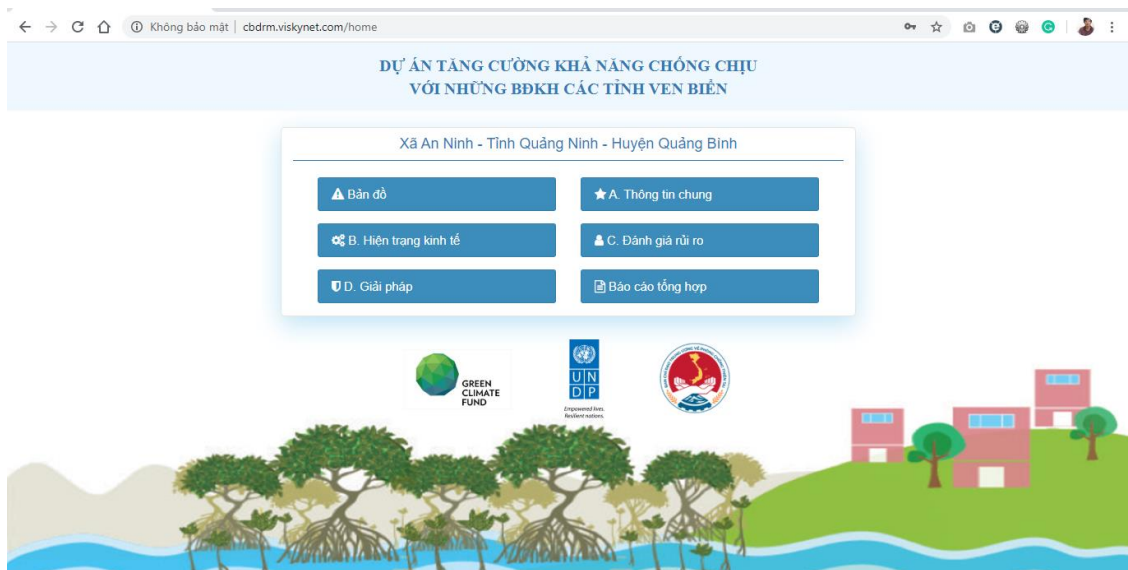 Không bảo mật | cbdrm.viskynet.com/home
DỰ ÁN TĂNG CƯỜNG KHẢ NĂNG CHỐNG CHỊU
VỚI NHỮNG BĐKH CÁC TỈNH VEN BIỂN
Xã An Ninh - Tỉnh Quảng Ninh - Huyện Quảng Bình
Bản đồ
A. Thông tin chung
B. Hiện trạng kinh tế
C. Đánh giá rủi ro
D. Giải pháp
Báo cáo tổng hợp
GREEN
CLIMATE
FUND
U N
D P
Empowered lives.
Resilient nations.